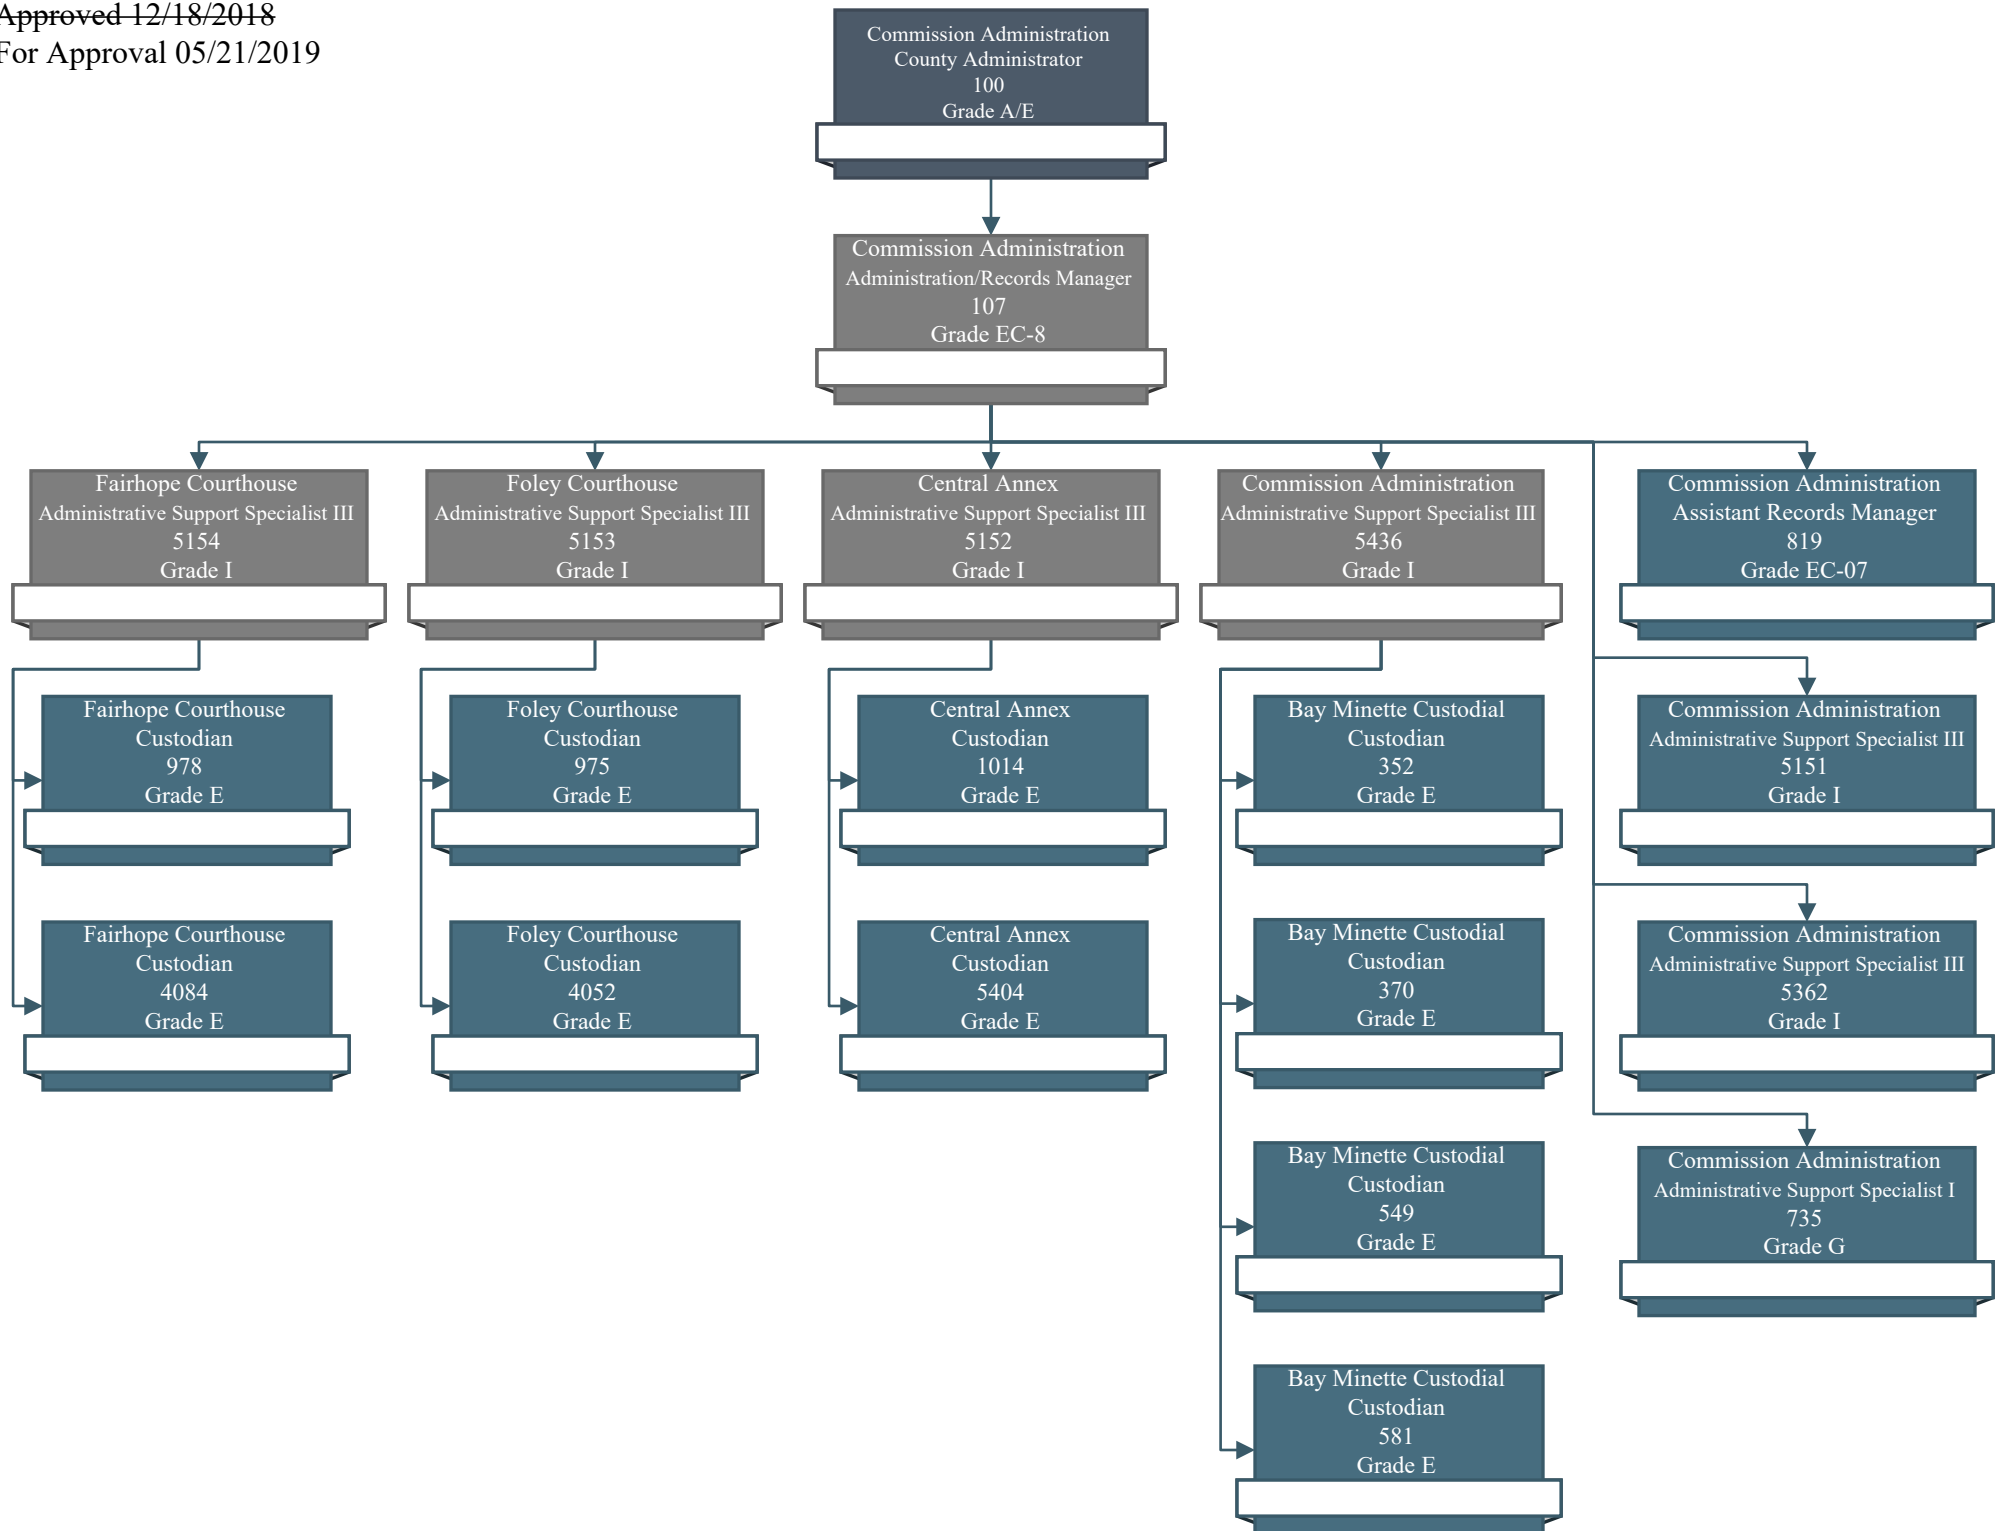 Approved 12/18/2018
For Approval 05/21/2019
Commission Administration
County Administrator
100
Grade A/E
Commission Administration
Administration/Records Manager
107
Grade EC-8
Fairhope Courthouse
Administrative Support Specialist III
5154
Grade I
Foley Courthouse
Administrative Support Specialist III
5153
Grade I
Central Annex
Administrative Support Specialist III
5152
Grade I
Commission Administration
Administrative Support Specialist III
5436
Grade I
Commission Administration
Assistant Records Manager
819
Grade EC-07
Fairhope Courthouse
Custodian
978
Grade E
Foley Courthouse
Custodian
975
Grade E
Central Annex
Custodian
1014
Grade E
Bay Minette Custodial
Custodian
352
Grade E
Commission Administration
Administrative Support Specialist III
5151
Grade I
Fairhope Courthouse
Custodian
4084
Grade E
Foley Courthouse
Custodian
4052
Grade E
Central Annex
Custodian
5404
Grade E
Bay Minette Custodial
Custodian
370
Grade E
Commission Administration
Administrative Support Specialist III
5362
Grade I
Bay Minette Custodial
Custodian
549
Grade E
Commission Administration
Administrative Support Specialist I
735
Grade G
Bay Minette Custodial
Custodian
581
Grade E